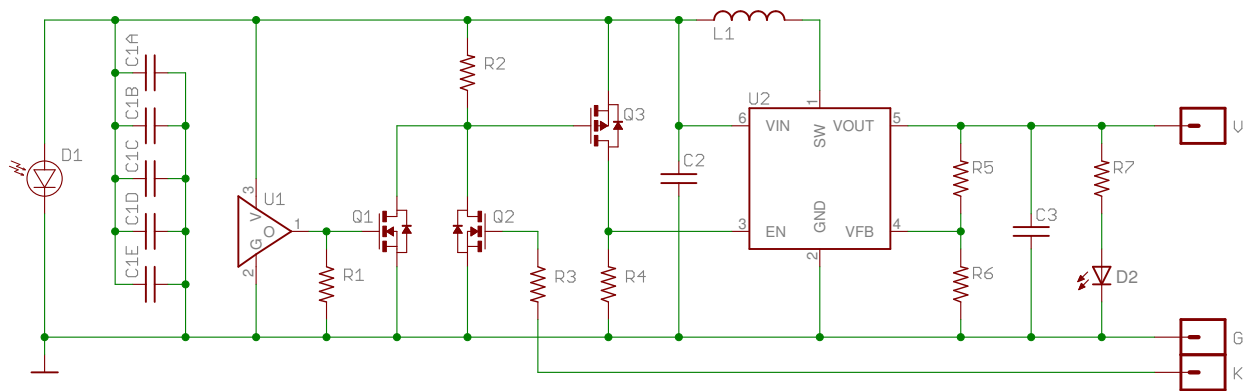 C1A
C1B
C1C
C1D
C1E
D1
U1
3
V
G
O
1
2
R1
Q1
R2
Q2
R3
Q3
R4
C2
L1
U2
1
6
VIN
SW
VOUT
5
3
EN
GND
VFB
4
2
R5
R6
C3
R7
D2
V
G
K